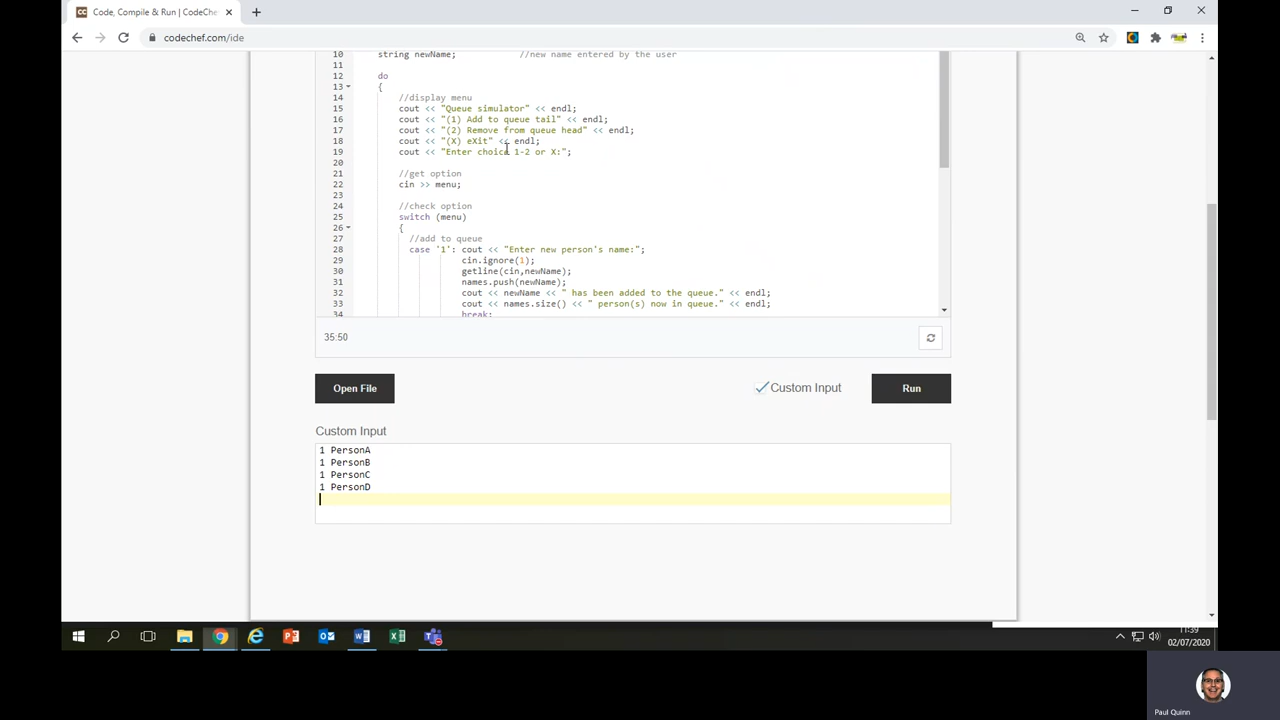 Code, Compile & Run | CodeChe
codechef.com/ide
10 string newName; //new name entered by the user
11
12 do
13 {
14 //display menu
15 cout << "Queue simulator" << endl;
16 cout << "(1) Add to queue tail" << endl;
17 cout << "(2) Remove from queue head" << endl;
18 cout << "(X) eXit" << endl;
19 cout << "Enter choice 1-2 or X:";
20
21 //get option
22 cin >> menu;
23
24 //check option
25 switch (menu)
26 {
27 //add to queue
28 case '1': cout << "Enter new person's name:";
29 cin.ignore(1);
30 getline(cin,newName);
31 names.push(newName);
32 cout << newName << " has been added to the queue." << endl;
33 cout << names.size() << " person(s) now in queue." << endl;
34 break;
35:50
Open File
Custom Input
Run
Custom Input
1 PersonA
1 PersonB
1 PersonC
1 PersonD
11:39
02/07/2020
Paul Quinn